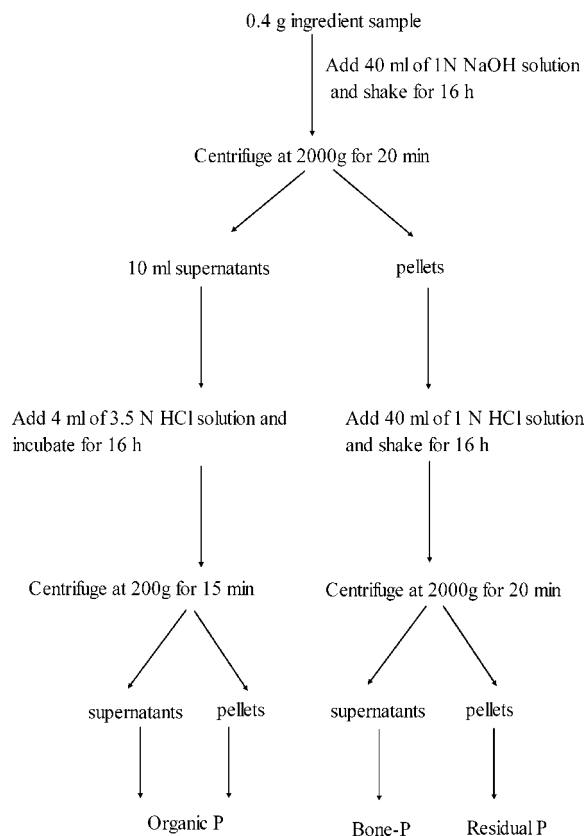 0.4 g ingredient sample
Add 40 ml of 1N NaOH solution
and shake for 16 h
Centrifuge at 2000g for 20 min
10 ml supernatants
pellets
Add 4 ml of 3.5 N HCl solution and
incubate for 16 h
Add 40 ml of 1 N HCl solution
and shake for 16 h
Centrifuge at 200g for 15 min
Centrifuge at 2000g for 20 min
supernatants
pellets
supernatants
pellets
Organic P
Bone-P
Residual P